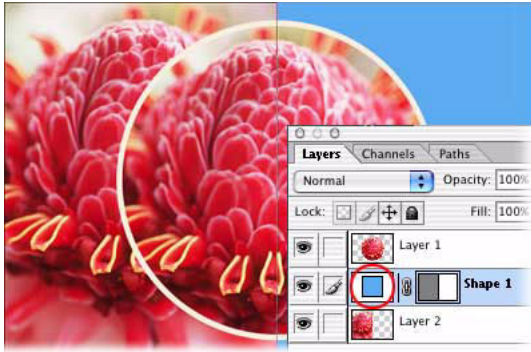 Layers Channels Paths
Normal Opacity: 100%
Lock: Fill: 100%
Layer 1
Shape 1
Layer 2